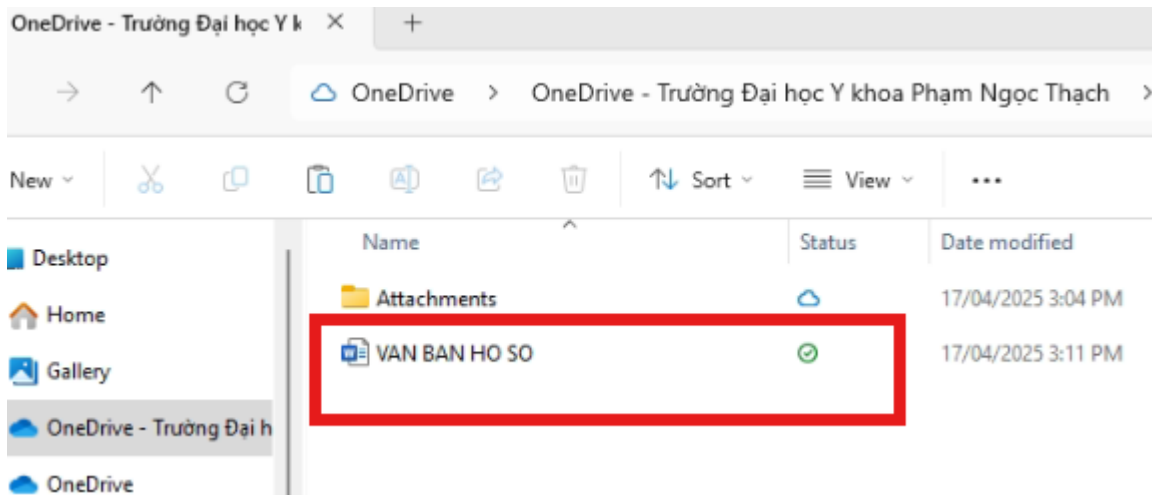 OneDrive - Trường Đại học Y k
OneDrive > OneDrive - Trường Đại học Y khoa Phạm Ngọc Thạch >
New Sort View ...
Name Status Date modified
Desktop
Attachments 17/04/2025 3:04 PM
Home
VAN BAN HO SO 17/04/2025 3:11 PM
Gallery
OneDrive - Trường Đại h
OneDrive